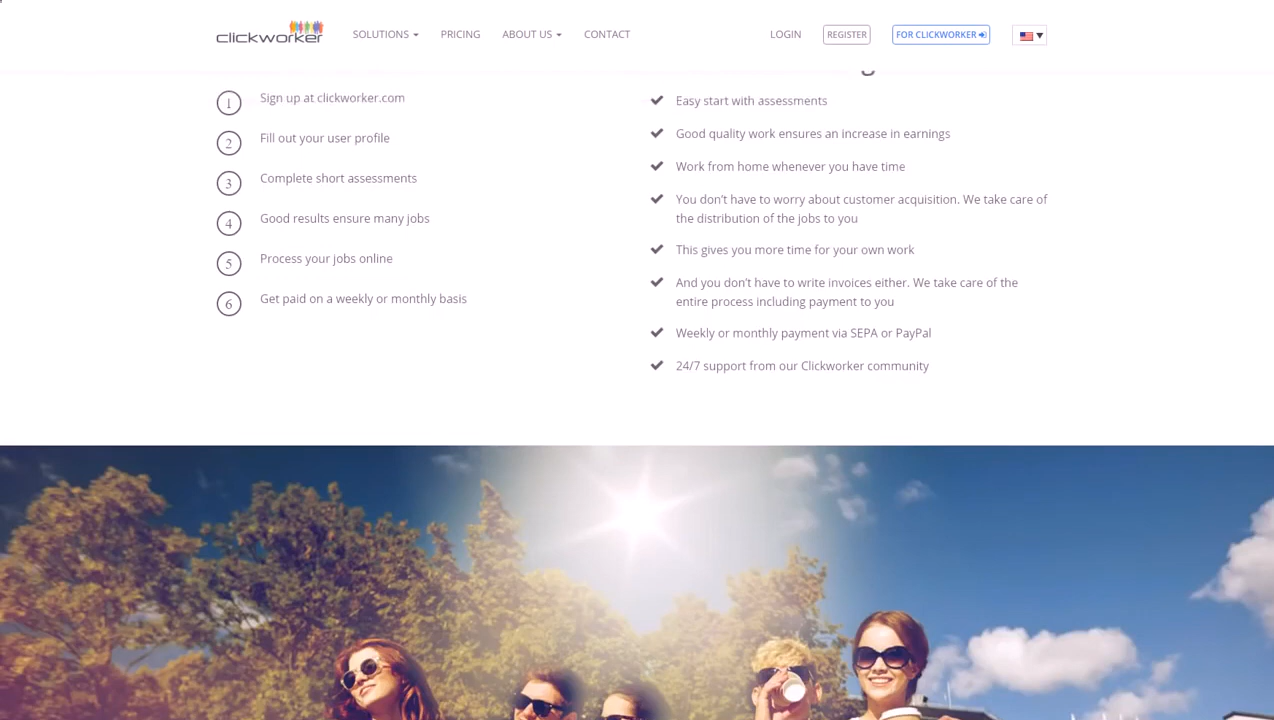 clickworker
SOLUTIONS
PRICING
ABOUT US
CONTACT
LOGIN
REGISTER
FOR CLICKWORKER
1 Sign up at clickworker.com
2 Fill out your user profile
3 Complete short assessments
4 Good results ensure many jobs
5 Process your jobs online
6 Get paid on a weekly or monthly basis
Easy start with assessments
Good quality work ensures an increase in earnings
Work from home whenever you have time
You don't have to worry about customer acquisition. We take care of
the distribution of the jobs to you
This gives you more time for your own work
And you don't have to write invoices either. We take care of the
entire process including payment to you
Weekly or monthly payment via SEPA or PayPal
24/7 support from our Clickworker community